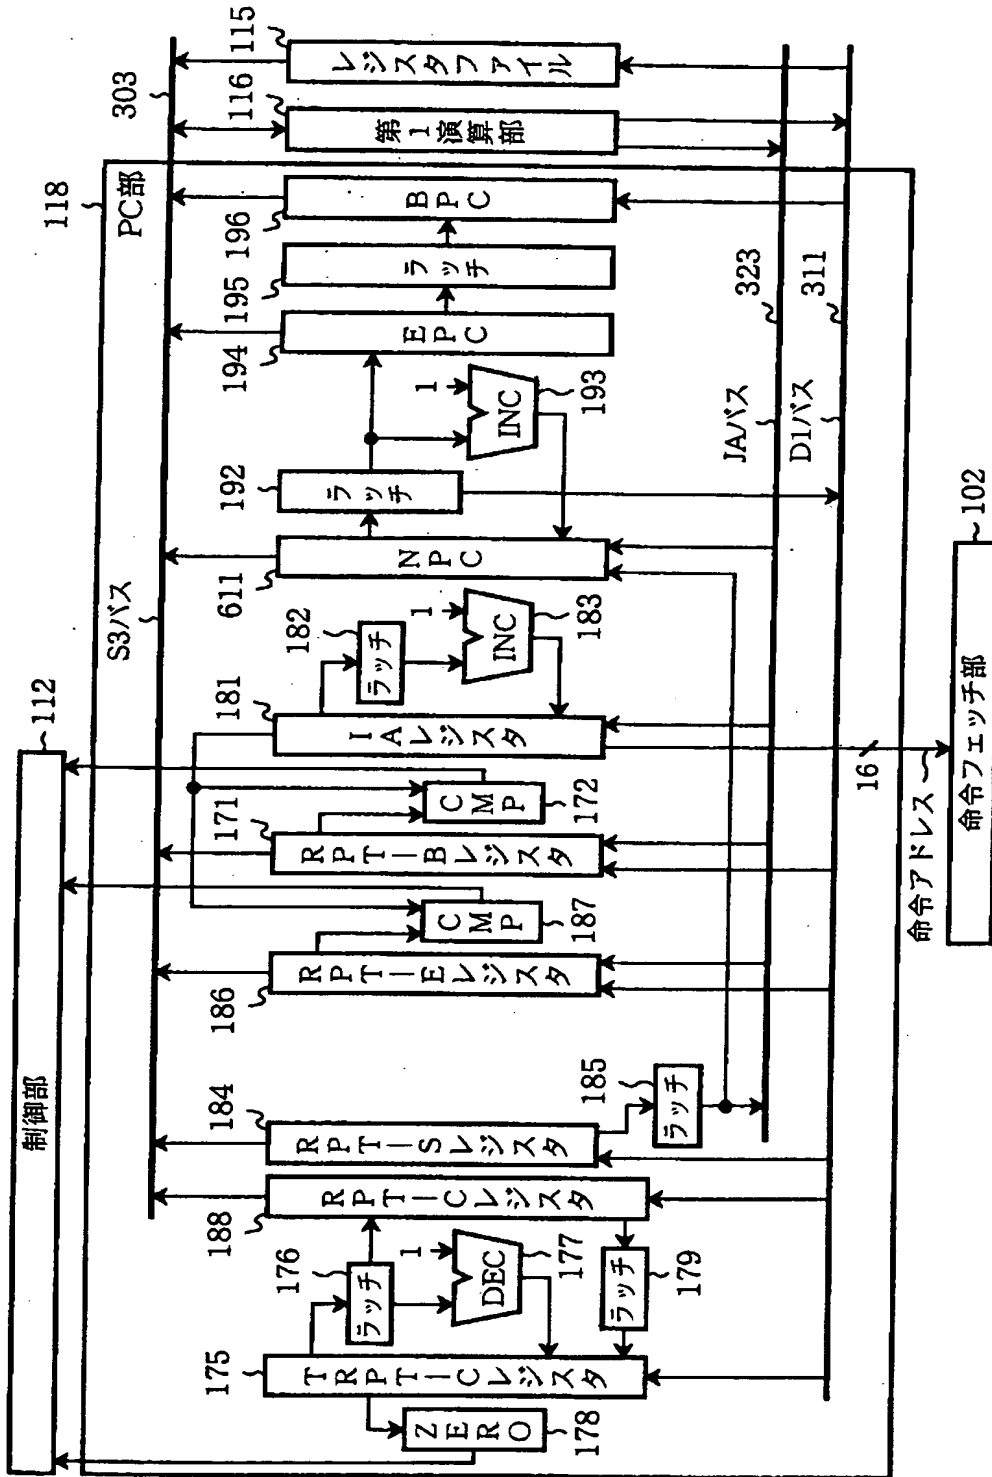 制御部
112
118
PC部
S3バス
303
116
115
175
TRPT-Cレジスタ
ZERO
178
176
ラッチ
1
DEC
177
ラッチ
179
188
RPT-Cレジスタ
184
RPT-Sレジスタ
185
ラッチ
186
RPT-Eレジスタ
CMP
187
171
RPT-Bレジスタ
CMP
172
181
IAレジスタ
182
ラッチ
1
INC
183
611
NPC
192
ラッチ
1
INC
193
194
EPC
195
ラッチ
196
BPC
第1演算部
レジスタファイル
JAバス
323
D1バス
311
16
命令アドレス
命令フェッチ部
102